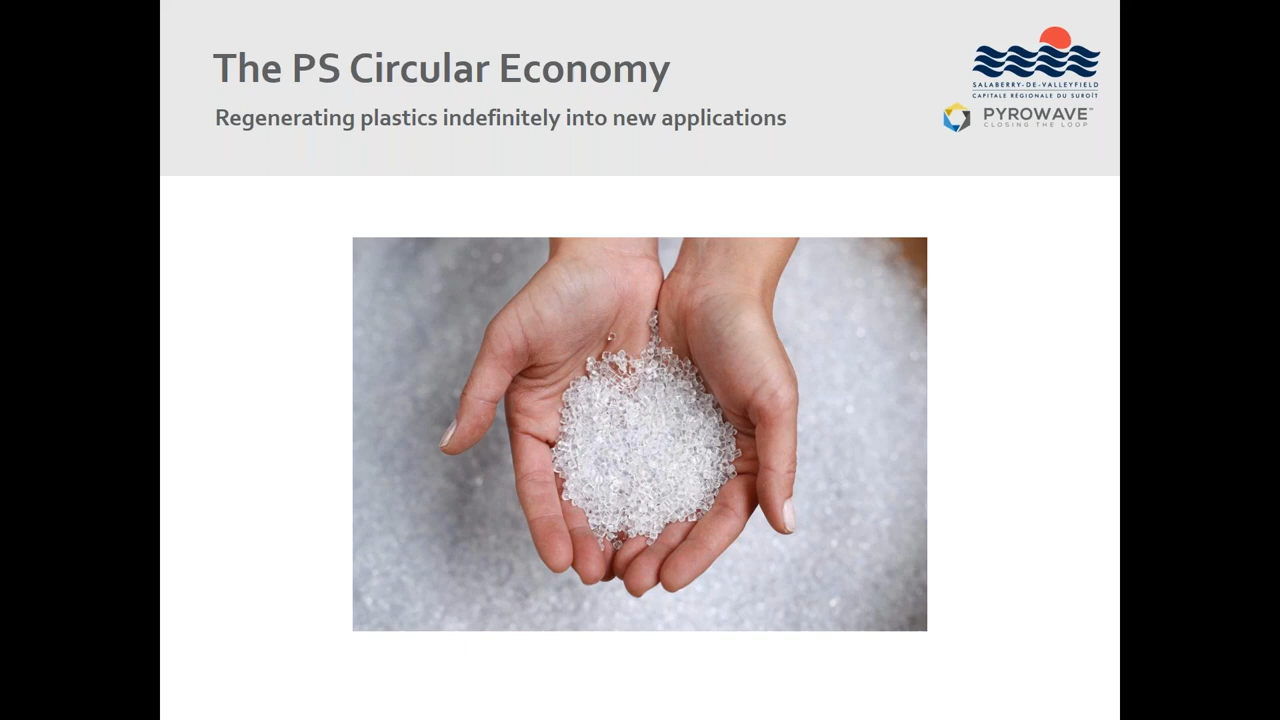 The PS Circular Economy
Regenerating plastics indefinitely into new applications
SALABERRY-DE-VALLEYFIELD
CAPITALE RÉGIONALE DU SUROÎT
PYROWAVE™
CLOSING THE LOOP